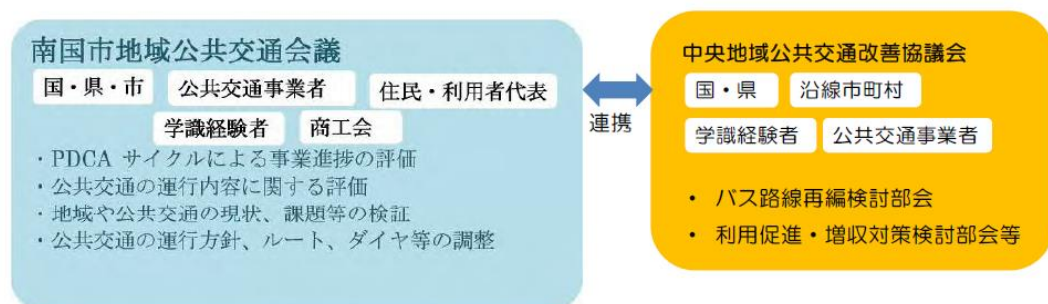 南国市地域公共交通会議
国・県・市
公共交通事業者
住民・利用者代表
学識経験者
商工会
・PDCA サイクルによる事業進捗の評価
・公共交通の運行内容に関する評価
・地域や公共交通の現状、課題等の検証
・公共交通の運行方針、ルート、ダイヤ等の調整
連携
中央地域公共交通改善協議会
国・県
沿線市町村
学識経験者
公共交通事業者
• バス路線再編検討部会
• 利用促進・増収対策検討部会等